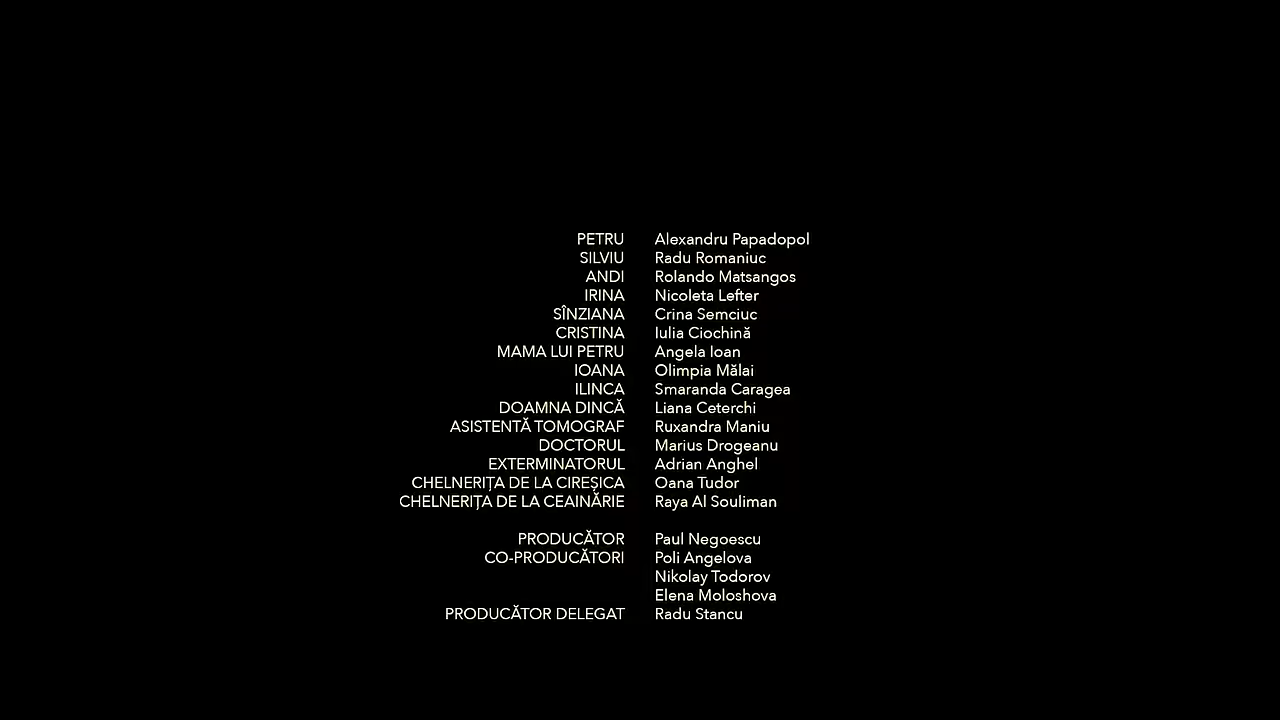 PETRU Alexandru Papadopol
SILVIU Radu Romaniuc
ANDI Rolando Matsangos
IRINA Nicoleta Lefter
SÎNZIANA Crina Semciuc
CRISTINA Iulia Ciochină
MAMA LUI PETRU Angela Ioan
IOANA Olimpia Mălai
ILINCA Smaranda Caragea
DOAMNA DINCĂ Liana Ceterchi
ASISTENTĂ TOMOGRAF Ruxandra Maniu
DOCTORUL Marius Drogeanu
EXTERMINATORUL Adrian Anghel
CHELNERIȚA DE LA CIREȘICA Oana Tudor
CHELNERIȚA DE LA CEAINĂRIE Raya Al Souliman
PRODUCĂTOR Paul Negoescu
CO-PRODUCĂTORI Poli Angelova
Nikolay Todorov
Elena Moloshova
PRODUCĂTOR DELEGAT Radu Stancu